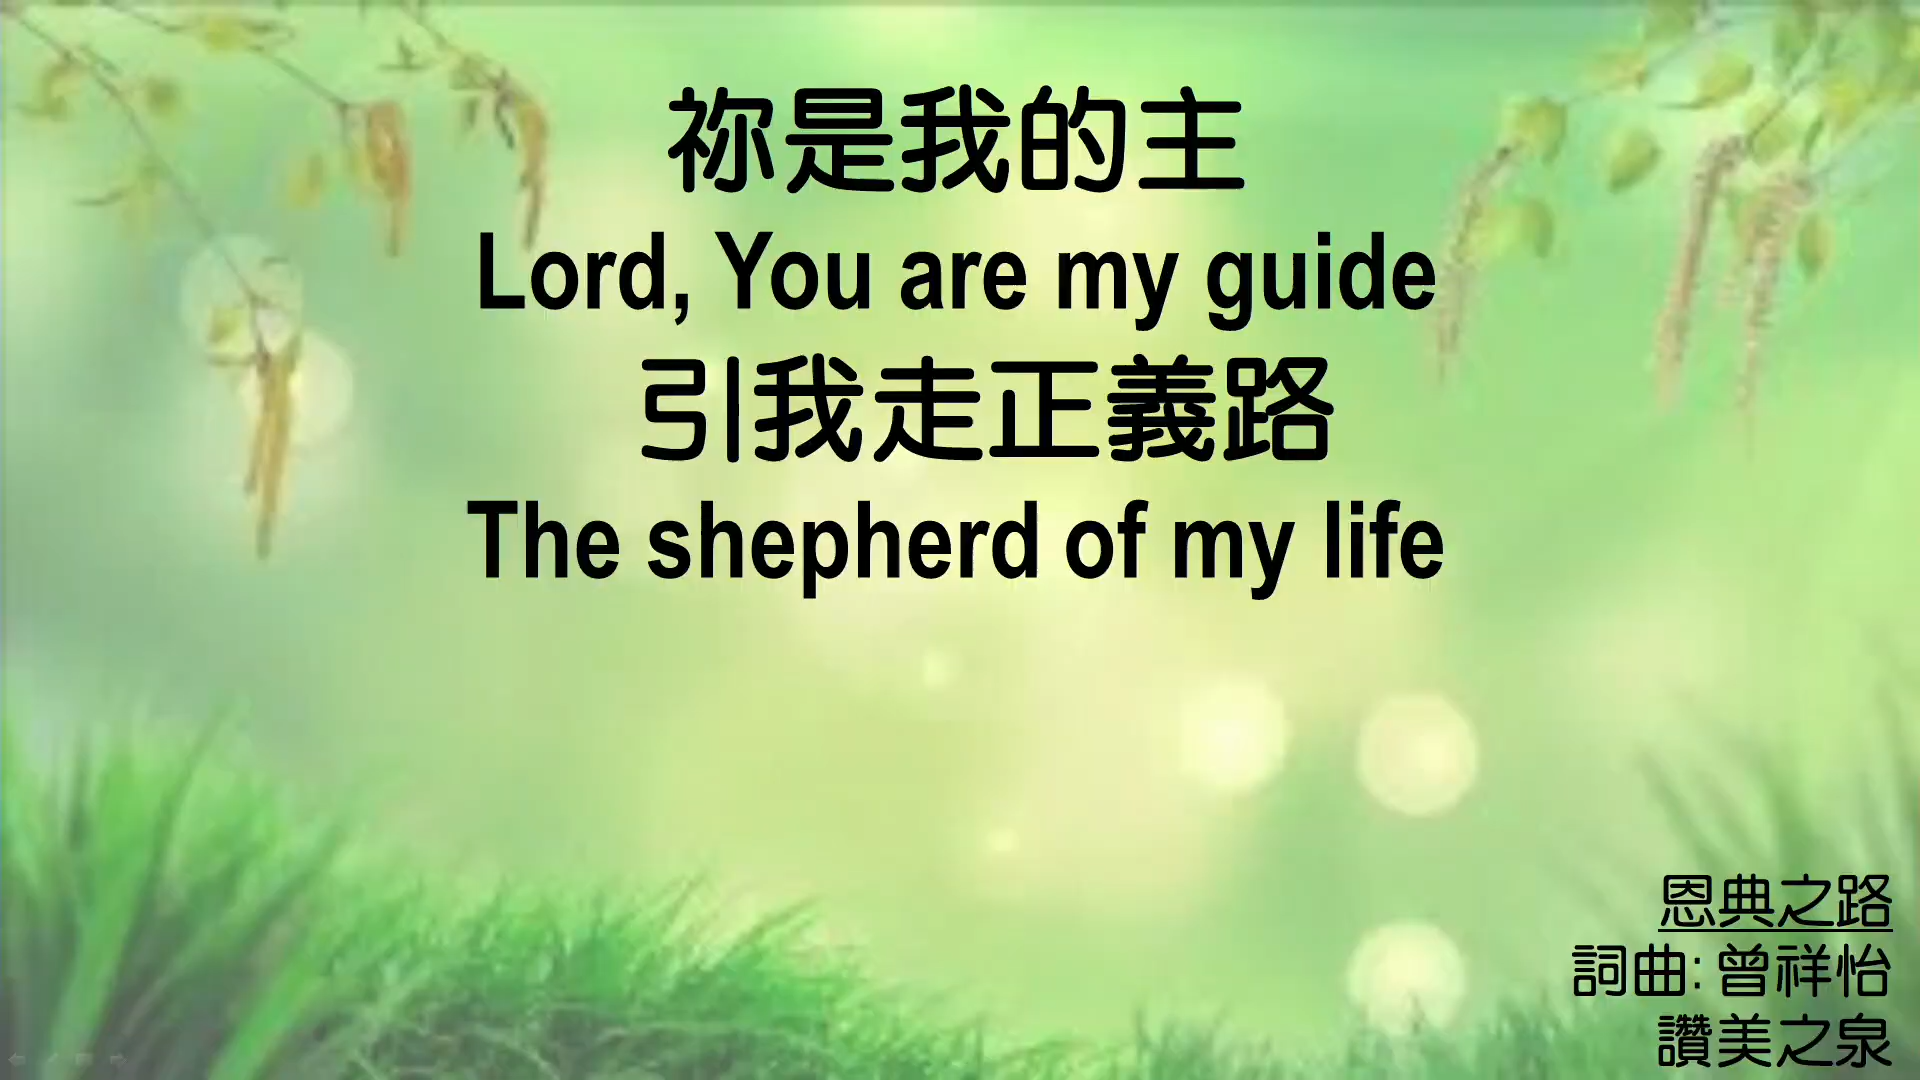 祢是我的主
Lord, You are my guide
引我走正義路
The shepherd of my life
恩典之路
詞曲: 曾祥怡
讚美之泉